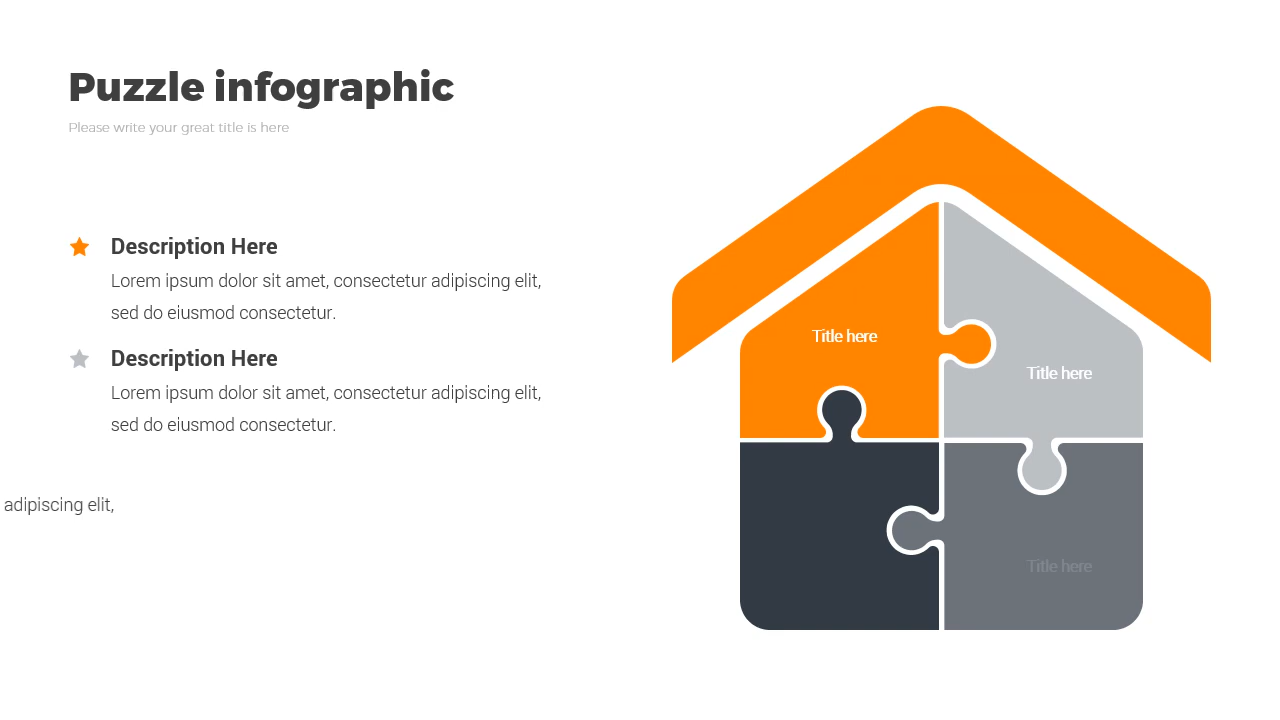 Puzzle infographic
Please write your great title is here
Description Here
Lorem ipsum dolor sit amet, consectetur adipiscing elit,
sed do eiusmod consectetur.
Description Here
Lorem ipsum dolor sit amet, consectetur adipiscing elit,
sed do eiusmod consectetur.
adipiscing elit,
Title here
Title here
Title here